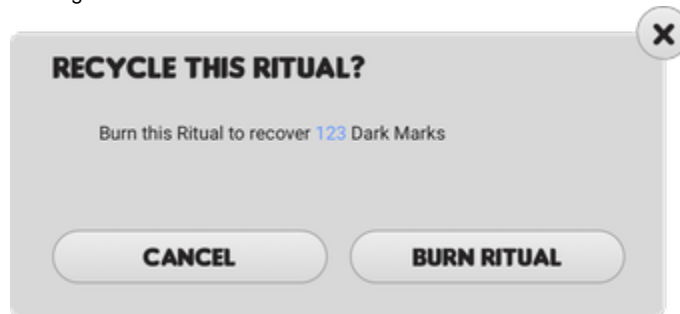 RECYCLE THIS RITUAL?
Burn this Ritual to recover 123 Dark Marks
CANCEL
BURN RITUAL